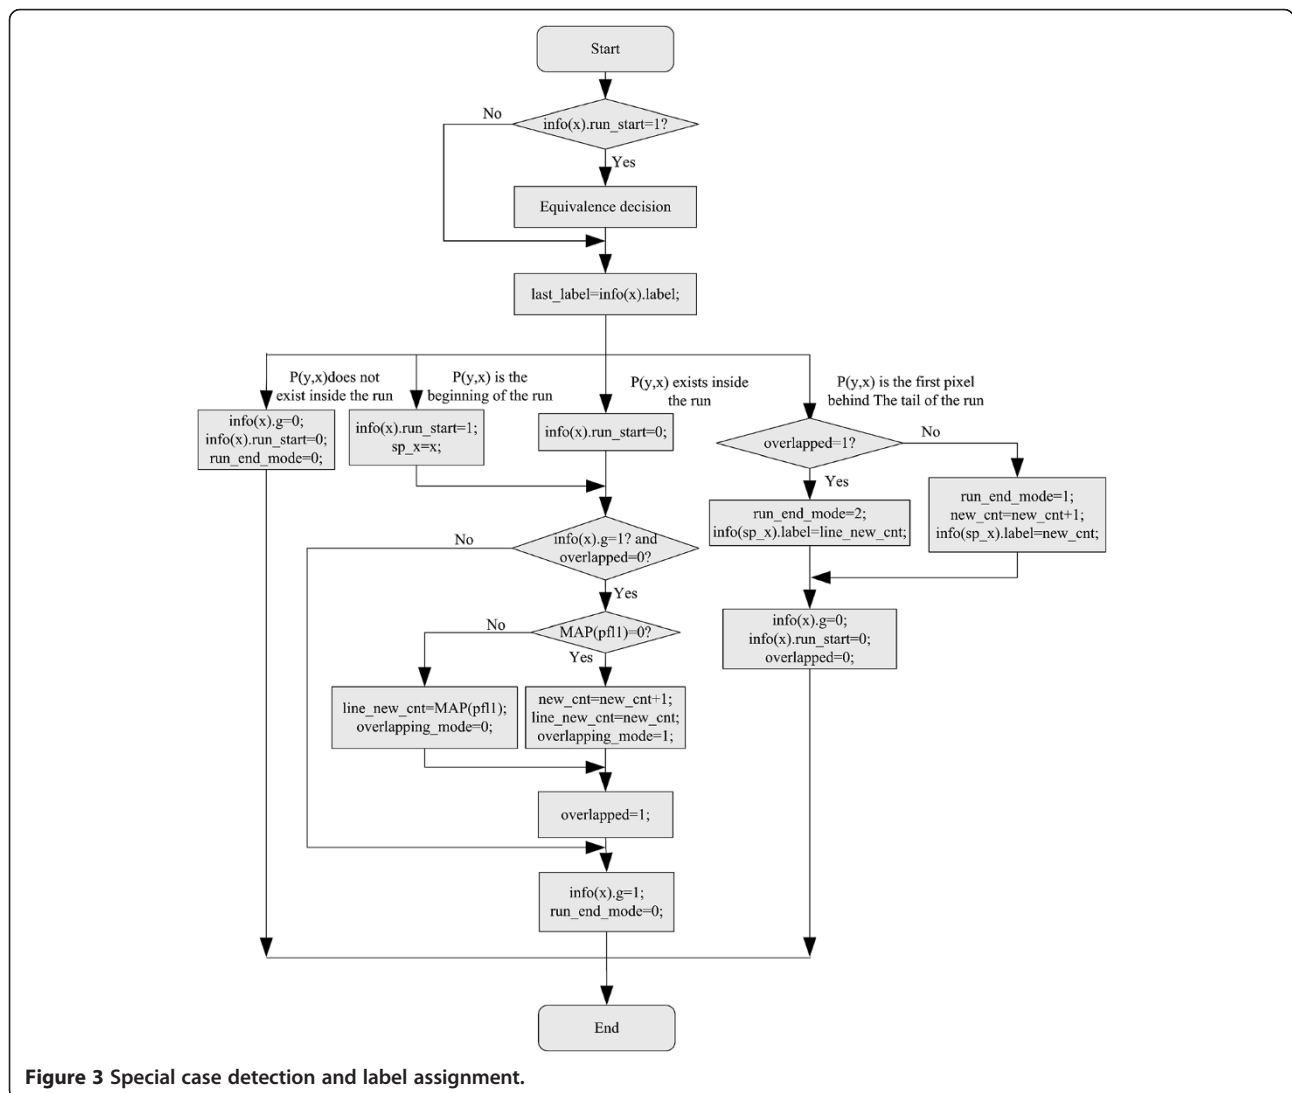 Start
No
info(x).run_start=1?
Yes
Equivalence decision
last_label=info(x).label;
P(y,x)does not
exist inside the run
P(y,x) is the
beginning of the run
P(y,x) exists inside
the run
P(y,x) is the first pixel
behind The tail of the run
info(x).g=0;
info(x).run_start=0;
run_end_mode=0;
info(x).run_start=1;
sp_x=x;
info(x).run_start=0;
overlapped=1?
No
Yes
run_end_mode=2;
info(sp_x).label=line_new_cnt;
run_end_mode=1;
new_cnt=new_cnt+1;
info(sp_x).label=new_cnt;
No
info(x).g=1? and
overlapped=0?
Yes
No
MAP(pfl1)=0?
Yes
info(x).g=0;
info(x).run_start=0;
overlapped=0;
line_new_cnt=MAP(pfl1);
overlapping_mode=0;
new_cnt=new_cnt+1;
line_new_cnt=new_cnt;
overlapping_mode=1;
overlapped=1;
info(x).g=1;
run_end_mode=0;
End
Figure 3 Special case detection and label assignment.